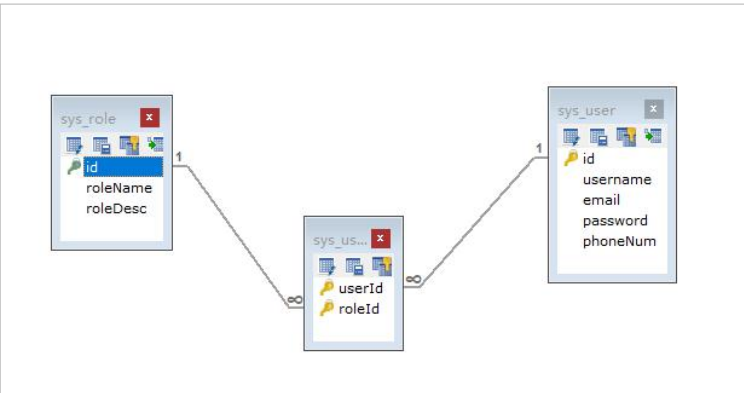 sys_role
id
roleName
roleDesc
1
∞
sys_us...
userId
roleId
∞
1
sys_user
id
username
email
password
phoneNum